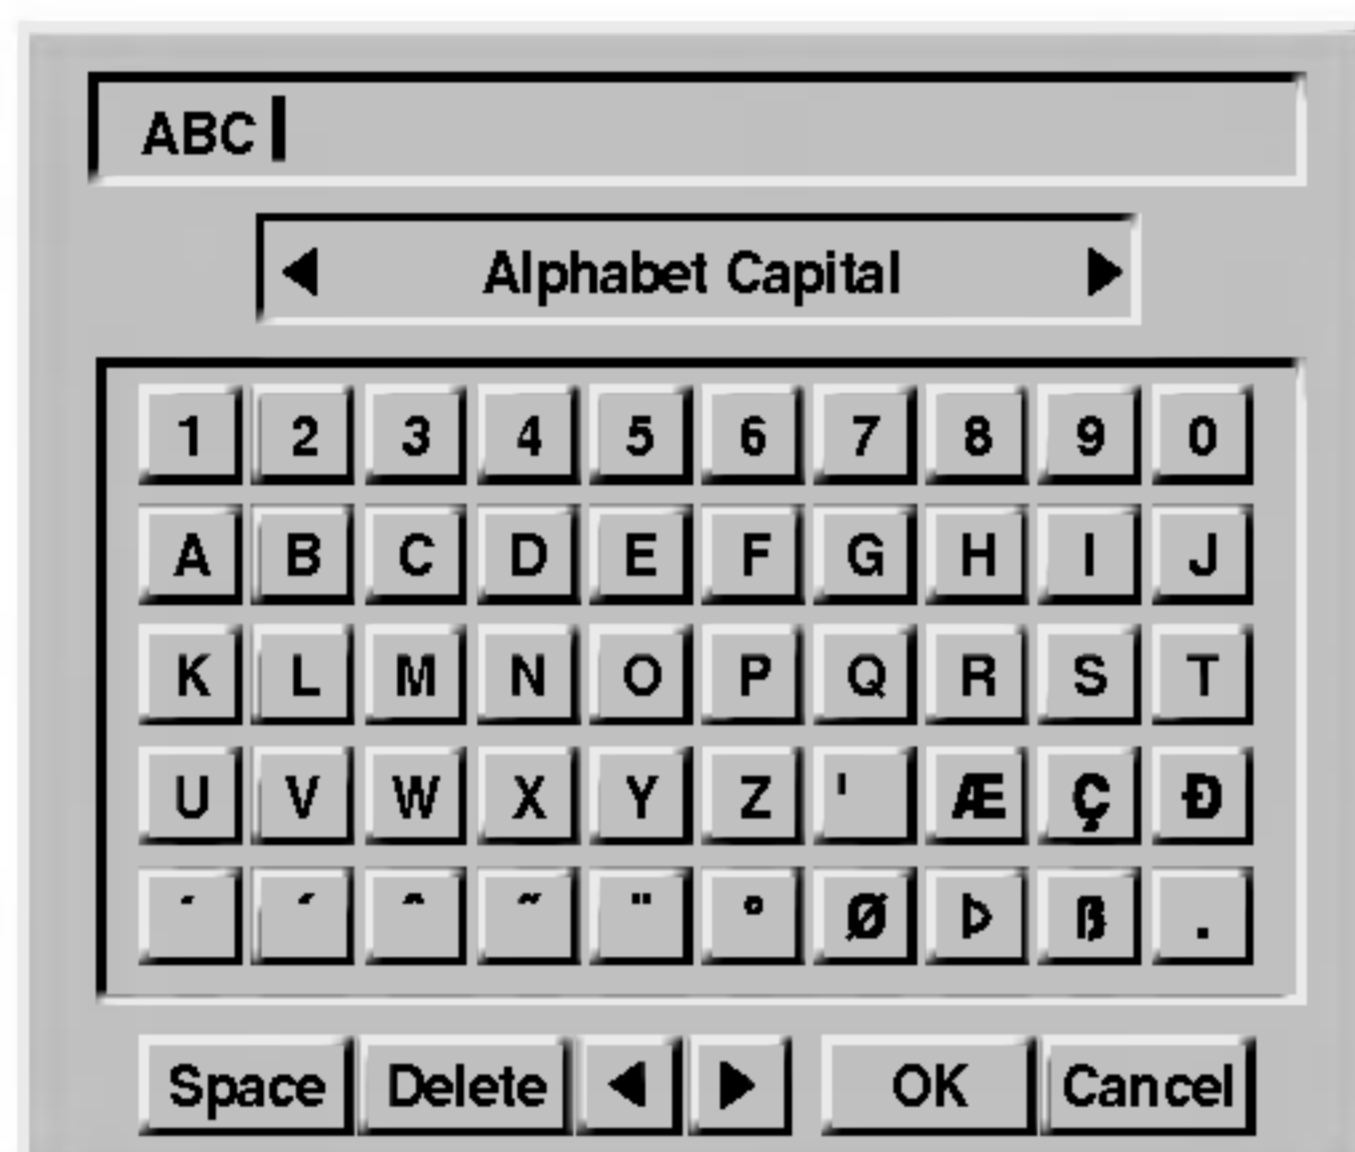 ABC
Alphabet Capital
1 2 3 4 5 6 7 8 9 0
A B C D E F G H I J
K L M N O P Q R S T
U V W X Y Z ' Æ Ç Ð
´ ´ ˆ ˜ ¨ ° Ø Þ ß .
Space Delete ◀ ▶ OK Cancel